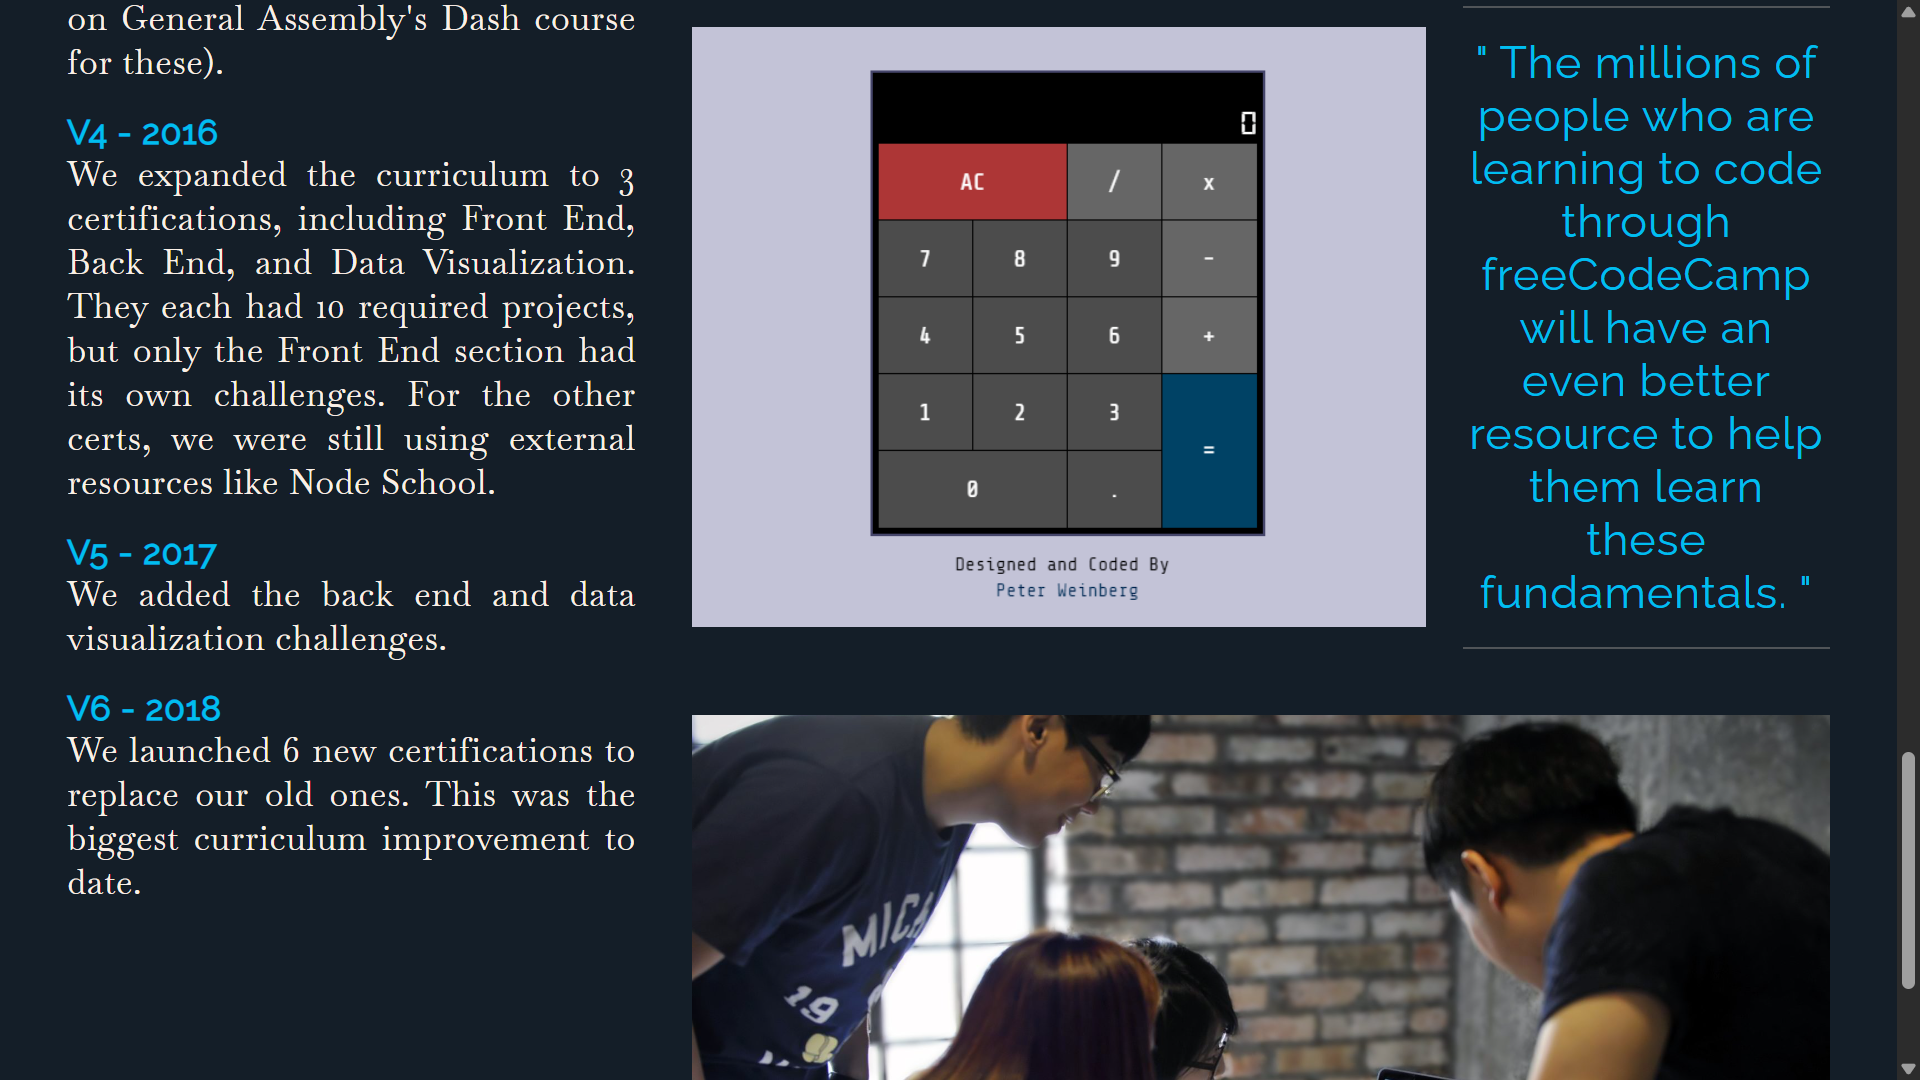 on General Assembly's Dash course
for these).
V4 - 2016
We expanded the curriculum to 3
certifications, including Front End,
Back End, and Data Visualization.
They each had 10 required projects,
but only the Front End section had
its own challenges. For the other
certs, we were still using external
resources like Node School.
V5 - 2017
We added the back end and data
visualization challenges.
V6 - 2018
We launched 6 new certifications to
replace our old ones. This was the
biggest curriculum improvement to
date.
0
AC / x
7 8 9 -
4 5 6 +
1 2 3 =
0 .
Designed and Coded By
Peter Weinberg
" The millions of
people who are
learning to code
through
freeCodeCamp
will have an
even better
resource to help
them learn
these
fundamentals. "
MICH
19